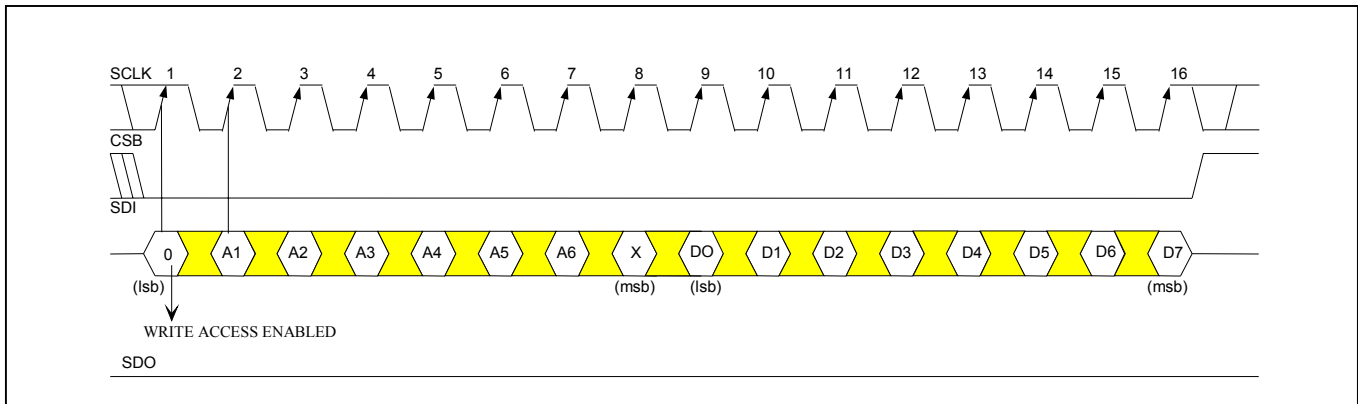 SCLK 1 2 3 4 5 6 7 8 9 10 11 12 13 14 15 16
CSB
SDI
0 A1 A2 A3 A4 A5 A6 X DO D1 D2 D3 D4 D5 D6 D7
(lsb) (msb) (lsb) (msb)
WRITE ACCESS ENABLED
SDO